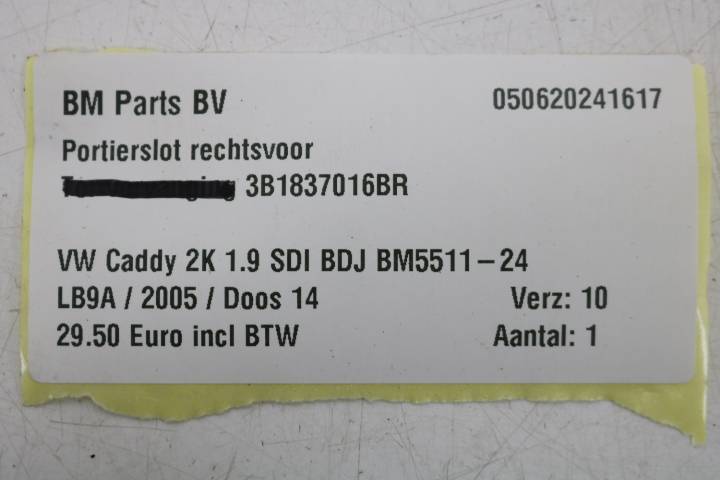 BM Parts BV 050620241617
Portierslot rechtsvoor
3B1837016BR
VW Caddy 2K 1.9 SDI BDJ BM5511-24
LB9A / 2005 / Doos 14 Verz: 10
29.50 Euro incl BTW Aantal: 1